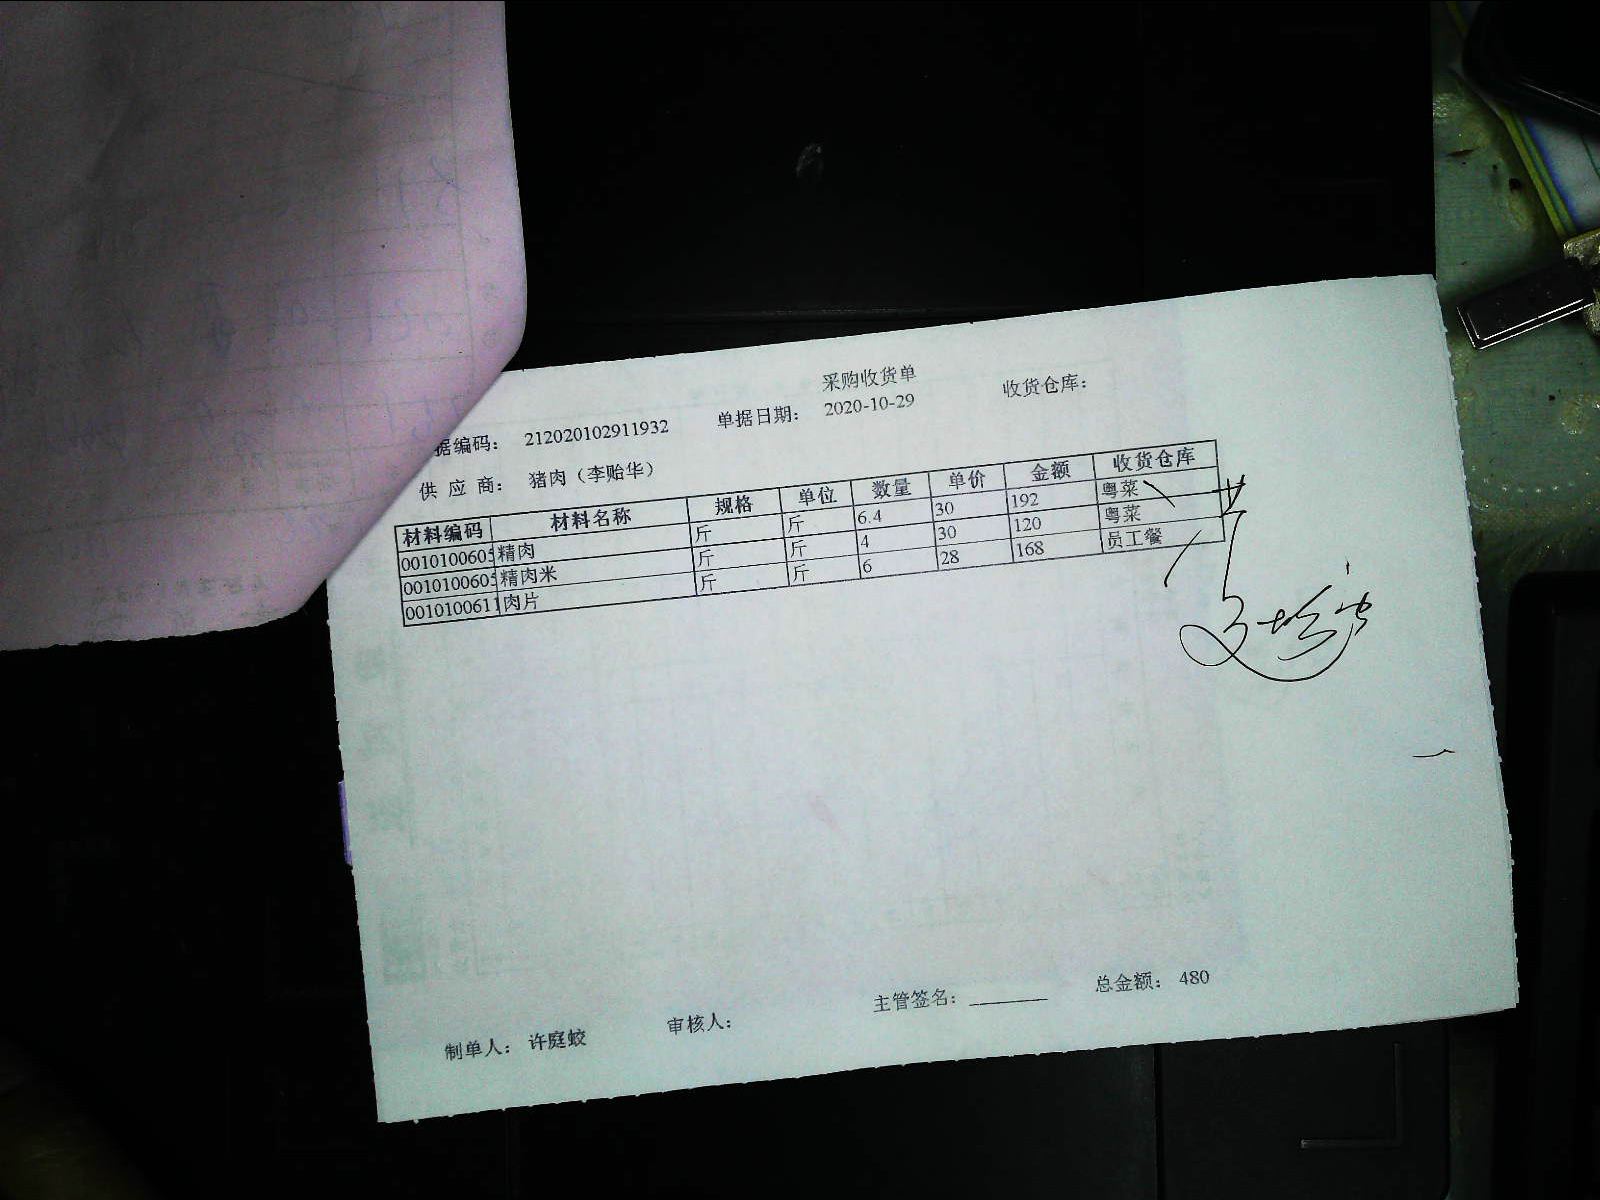 采购收货单
据编码： 212020102911932 单据日期： 2020-10-29 收货仓库：
供 应 商： 猪肉（李贻华）
材料编码 材料名称 规格 单位 数量 单价 金额 收货仓库
0010100605 精肉 斤 斤 6.4 30 192 粤菜
0010100605 精肉米 斤 斤 4 30 120 粤菜
0010100611 肉片 斤 斤 6 28 168 员工餐
制单人： 许庭蛟 审核人： 主管签名： 总金额： 480